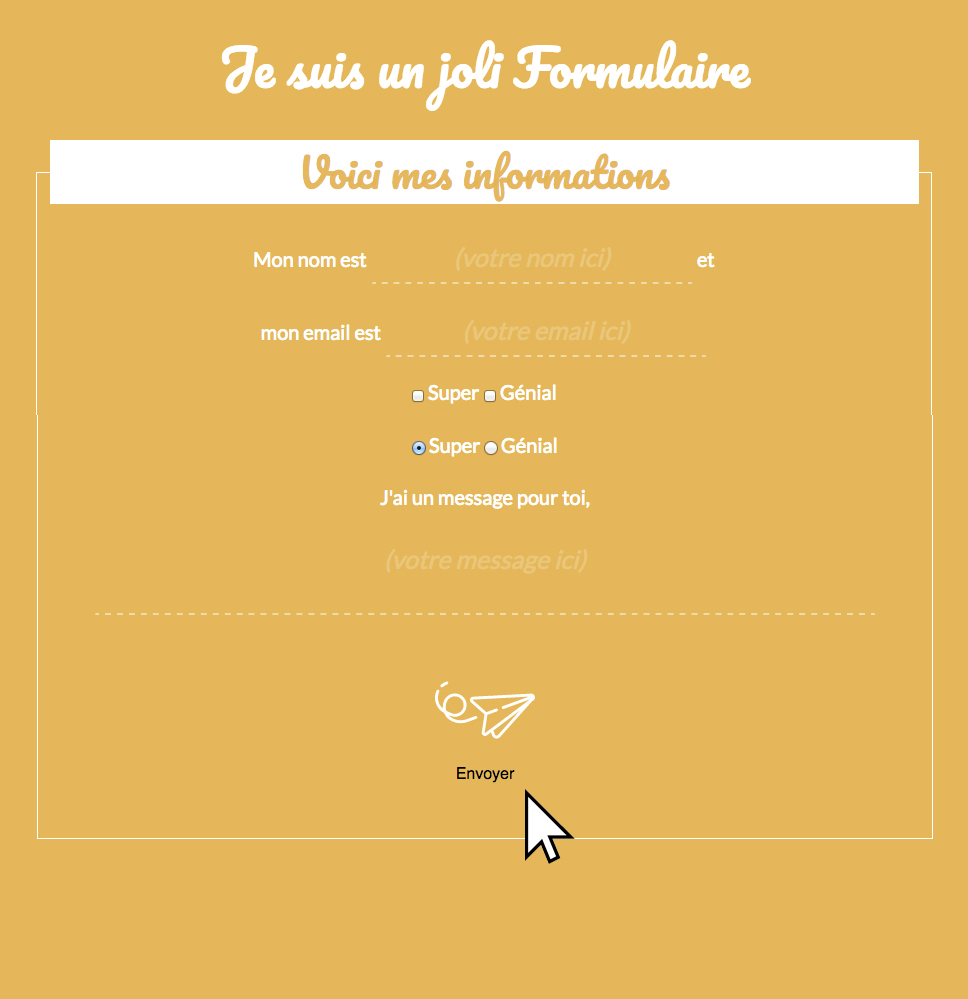 Je suis un joli Formulaire
Voici mes informations
Mon nom est (votre nom ici) et
mon email est (votre email ici)
Super Génial
Super Génial
J'ai un message pour toi,
(votre message ici)
Envoyer